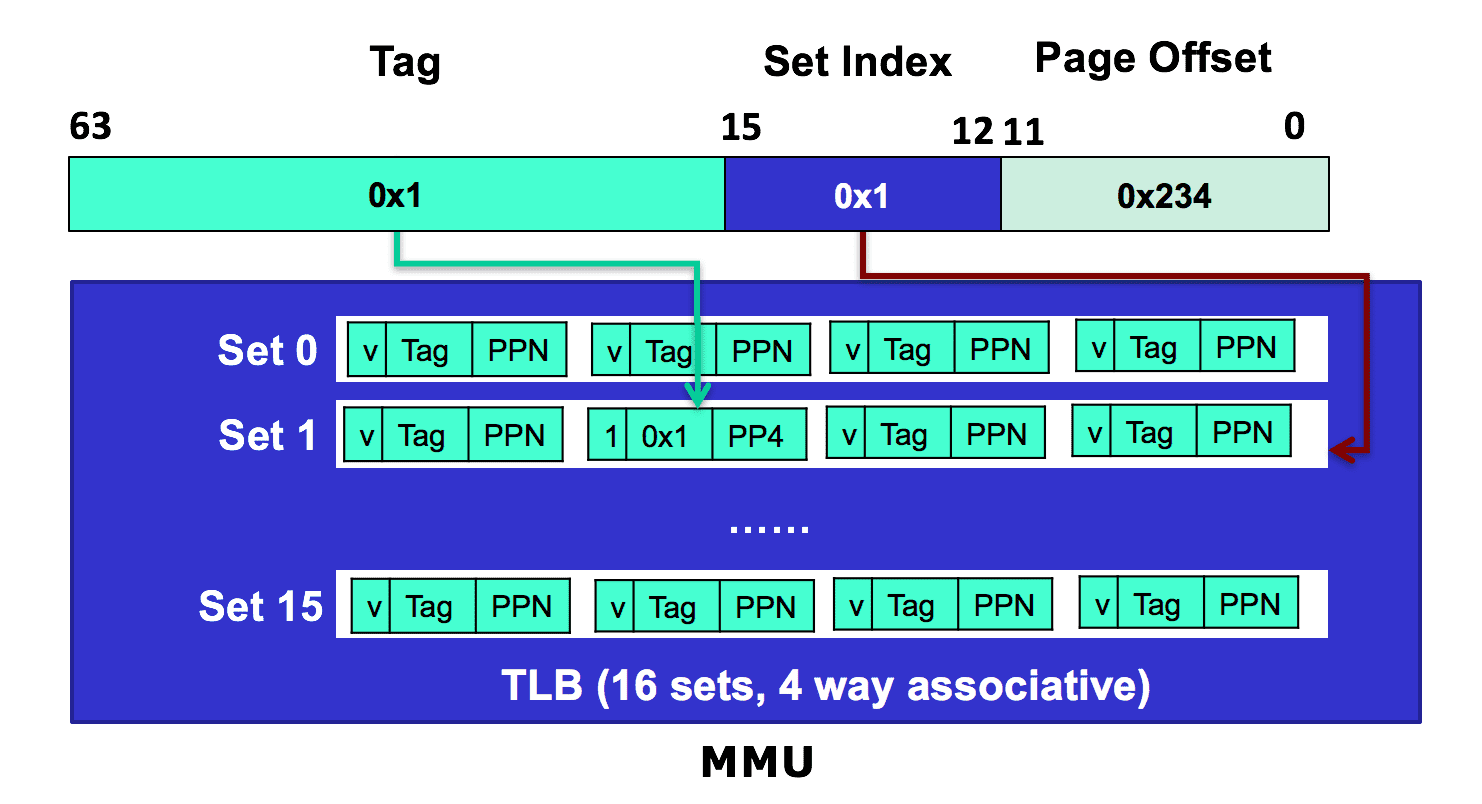 Tag Set Index Page Offset
63 15 12 11 0
0x1 0x1 0x234
Set 0 v Tag PPN v Tag PPN v Tag PPN v Tag PPN
Set 1 v Tag PPN 1 0x1 PP4 v Tag PPN v Tag PPN
......
Set 15 v Tag PPN v Tag PPN v Tag PPN v Tag PPN
TLB (16 sets, 4 way associative)
MMU